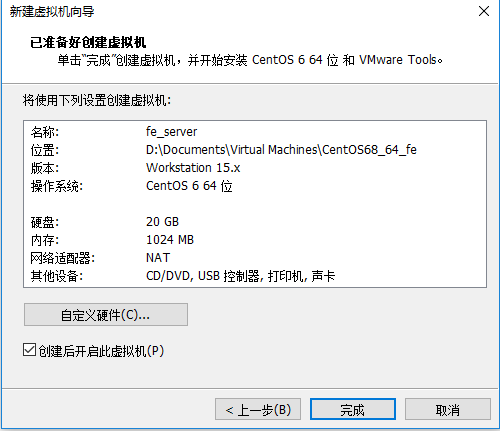 新建虚拟机向导
已准备好创建虚拟机
单击“完成”创建虚拟机，并开始安装 CentOS 6 64 位 和 VMware Tools。
将使用下列设置创建虚拟机:
名称: fe_server
位置: D:\Documents\Virtual Machines\CentOS68_64_fe
版本: Workstation 15.x
操作系统: CentOS 6 64 位
硬盘: 20 GB
内存: 1024 MB
网络适配器: NAT
其他设备: CD/DVD, USB 控制器, 打印机, 声卡
自定义硬件(C)...
创建后开启此虚拟机(P)
< 上一步(B) 完成 取消